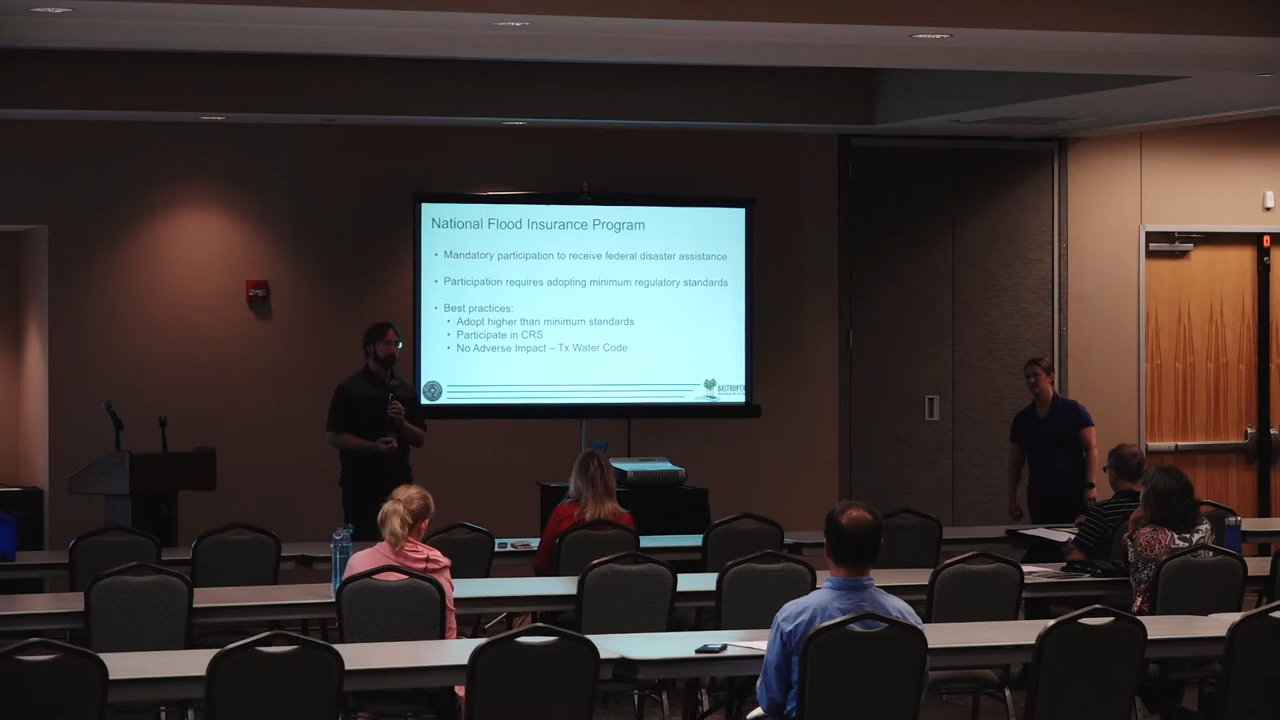 National Flood Insurance Program
• Mandatory participation to receive federal disaster assistance
• Participation requires adopting minimum regulatory standards
• Best practices:
• Adopt higher than minimum standards
• Participate in CRS
• No Adverse Impact – Tx Water Code
BASTROPTX